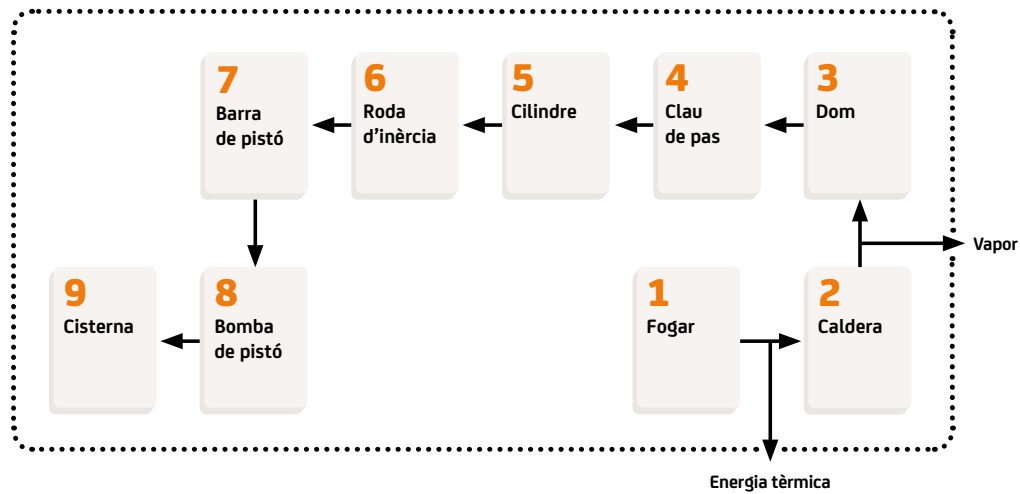 7
Barra
de pistó
6
Roda
d'inèrcia
5
Cilindre
4
Clau
de pas
3
Dom
Vapor
9
Cisterna
8
Bomba
de pistó
1
Fogar
2
Caldera
Energia tèrmica